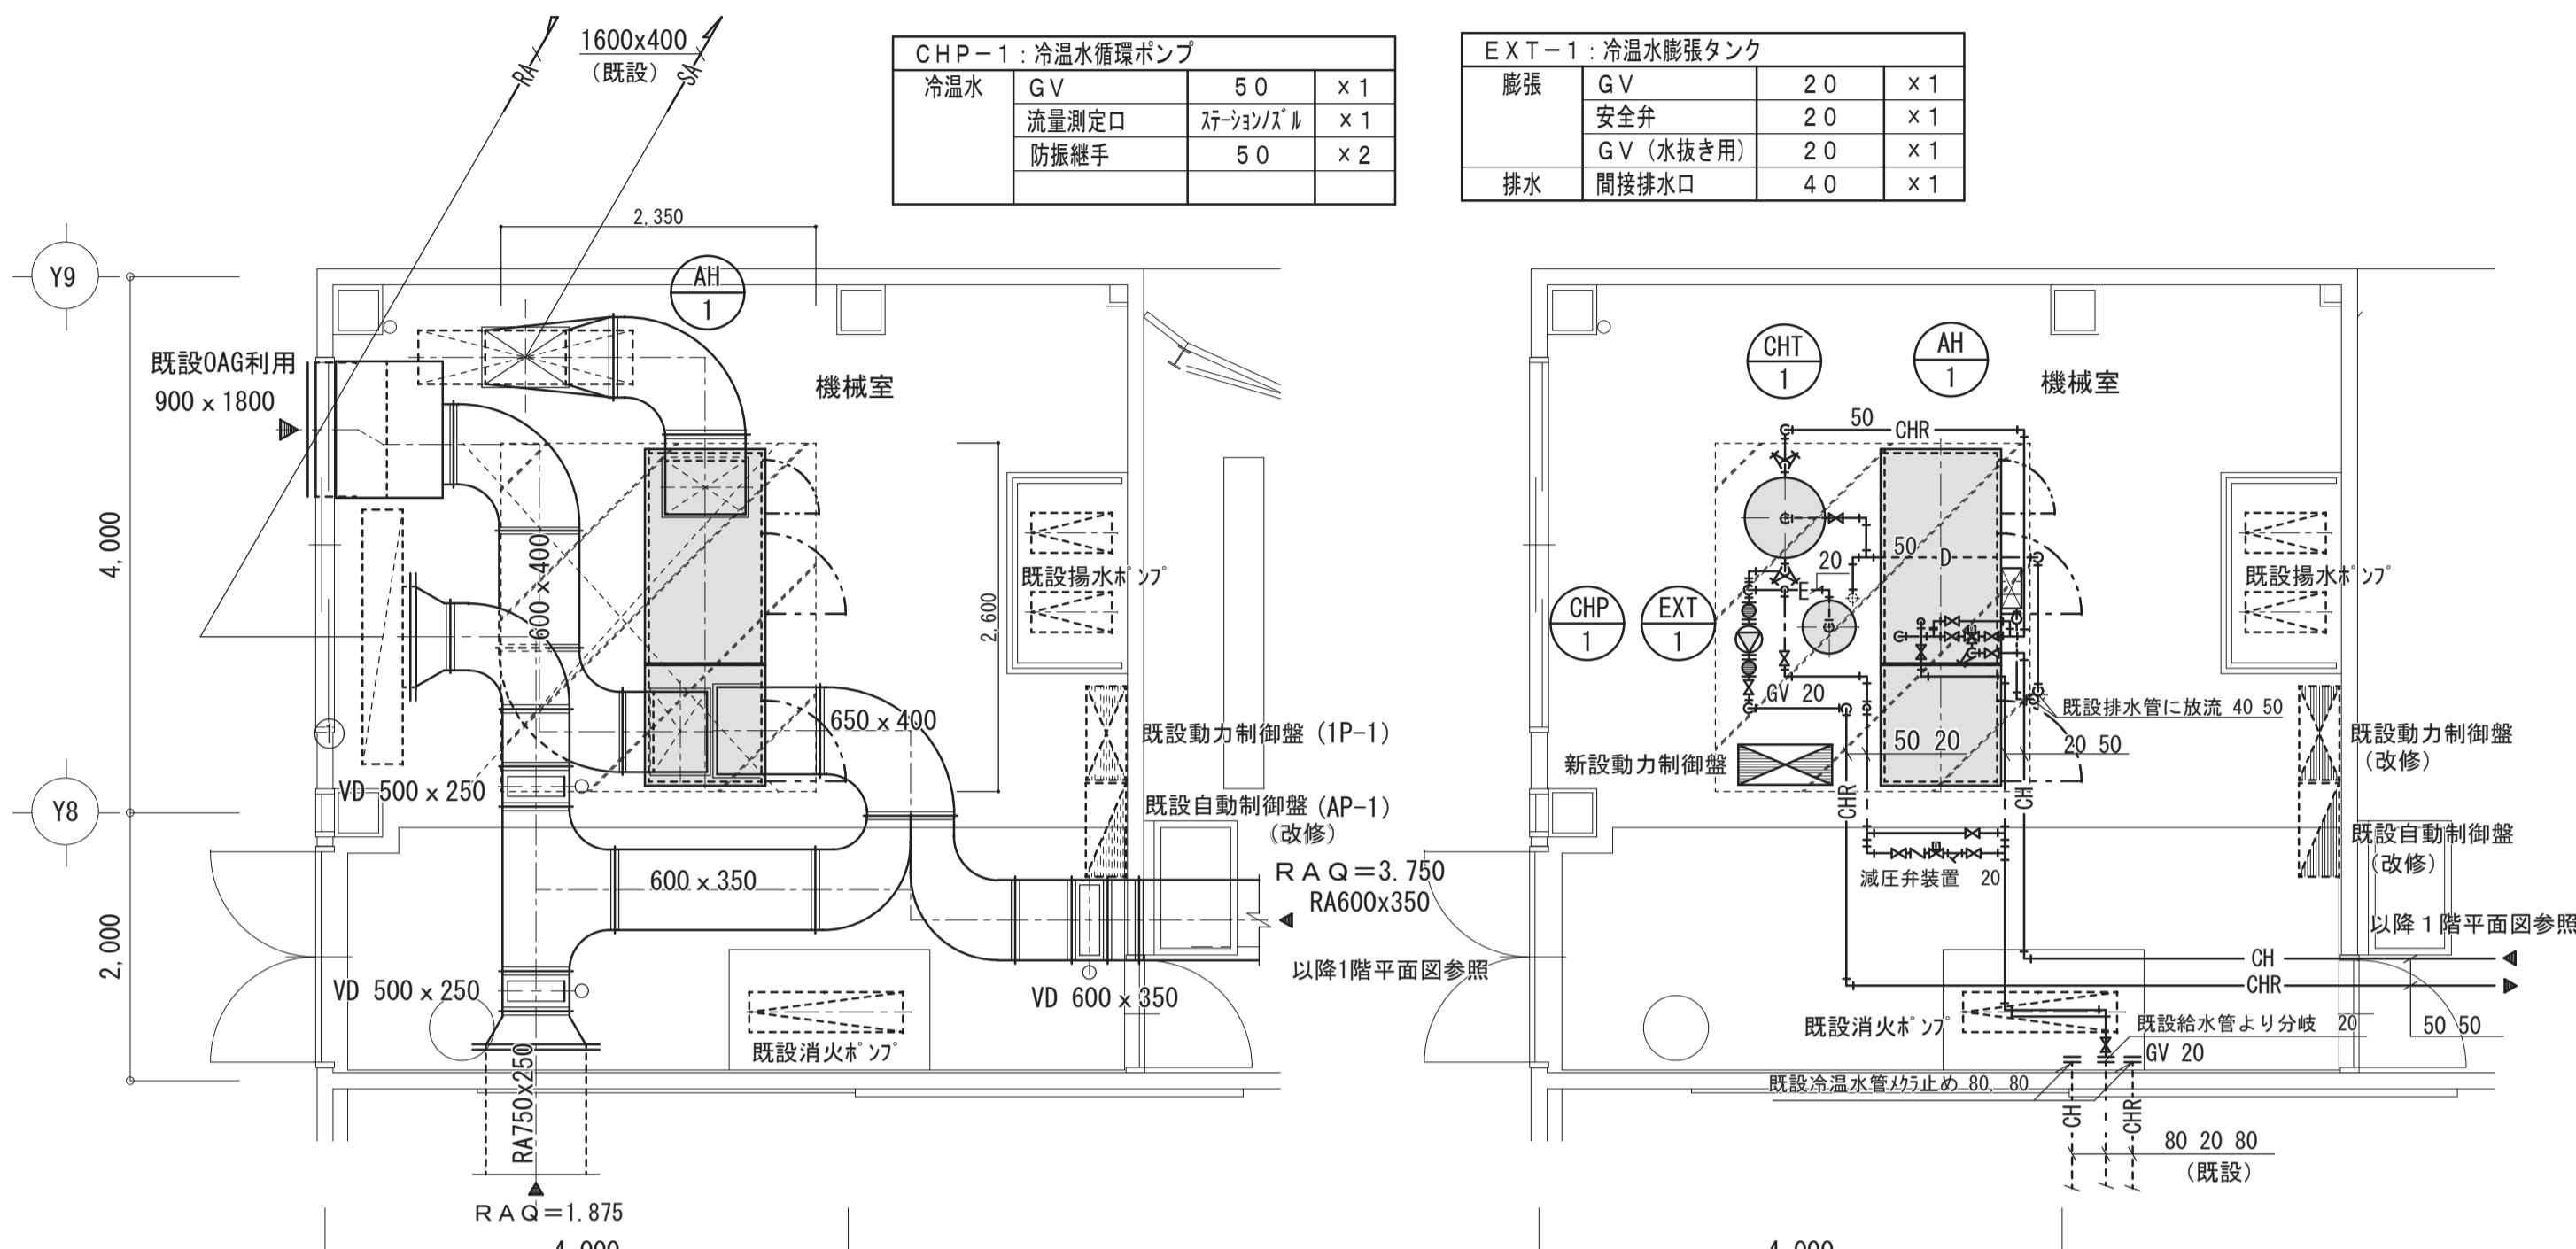 RA
1600x400
(既設)
SA
CHP－1：冷温水循環ポンプ
冷温水 GV 50 ×1
流量測定口 ステーションノズル ×1
防振継手 50 ×2
EXT－1：冷温水膨張タンク
膨張 GV 20 ×1
安全弁 20 ×1
GV（水抜き用） 20 ×1
排水 間接排水口 40 ×1
2,350
Y9
AH
1
既設OAG利用
900 x 1800
機械室
4,000
600 x 400
既設揚水ポンプ
2,600
650 x 400
既設動力制御盤 (1P-1)
1
VD 500 x 250
既設自動制御盤 (AP-1)
(改修)
Y8
600 x 350
RAQ＝3.750
RA600x350
2,000
以降1階平面図参照
VD 500 x 250
VD 600 x 350
既設消火ポンプ
RA750x250
RAQ＝1.875
4,000
CHT
1
AH
1
機械室
50
CHR
50
D
20
E
既設揚水ポンプ
CHP
1
EXT
1
GV 20
既設排水管に放流 40 50
50 20
20 50
新設動力制御盤
既設動力制御盤
(改修)
CHR
CH
既設自動制御盤
(改修)
減圧弁装置 20
以降1階平面図参照
CH
CHR
既設消火ポンプ
既設給水管より分岐 20
50 50
GV 20
既設冷温水管メクラ止め 80, 80
CH
CHR
80 20 80
(既設)
4,000